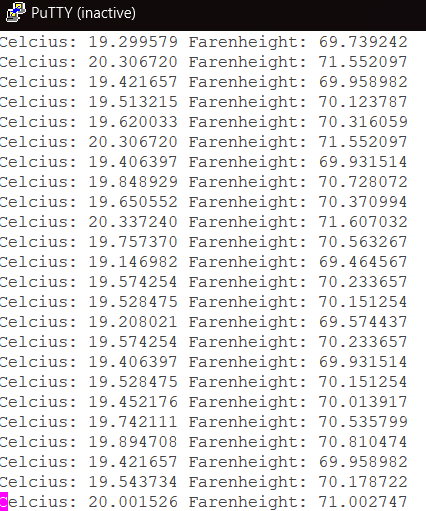 PuTTY (inactive)
Celcius: 19.299579 Farenheight: 69.739242
Celcius: 20.306720 Farenheight: 71.552097
Celcius: 19.421657 Farenheight: 69.958982
Celcius: 19.513215 Farenheight: 70.123787
Celcius: 19.620033 Farenheight: 70.316059
Celcius: 20.306720 Farenheight: 71.552097
Celcius: 19.406397 Farenheight: 69.931514
Celcius: 19.848929 Farenheight: 70.728072
Celcius: 19.650552 Farenheight: 70.370994
Celcius: 20.337240 Farenheight: 71.607032
Celcius: 19.757370 Farenheight: 70.563267
Celcius: 19.146982 Farenheight: 69.464567
Celcius: 19.574254 Farenheight: 70.233657
Celcius: 19.528475 Farenheight: 70.151254
Celcius: 19.208021 Farenheight: 69.574437
Celcius: 19.574254 Farenheight: 70.233657
Celcius: 19.406397 Farenheight: 69.931514
Celcius: 19.528475 Farenheight: 70.151254
Celcius: 19.452176 Farenheight: 70.013917
Celcius: 19.742111 Farenheight: 70.535799
Celcius: 19.894708 Farenheight: 70.810474
Celcius: 19.421657 Farenheight: 69.958982
Celcius: 19.543734 Farenheight: 70.178722
Celcius: 20.001526 Farenheight: 71.002747